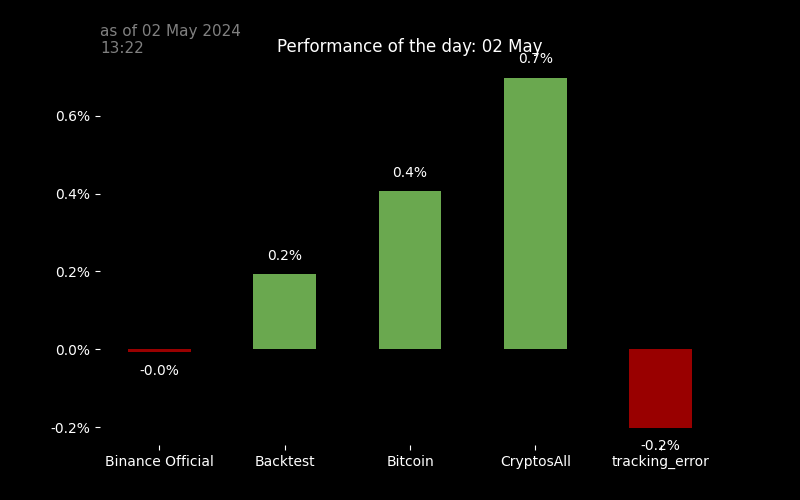 as of 02 May 2024
13:22
Performance of the day: 02 May
0.7%
0.6%
0.4%
0.4%
0.2%
0.2%
0.0%
-0.0%
-0.2%
-0.2%
Binance Official
Backtest
Bitcoin
CryptosAll
tracking_error